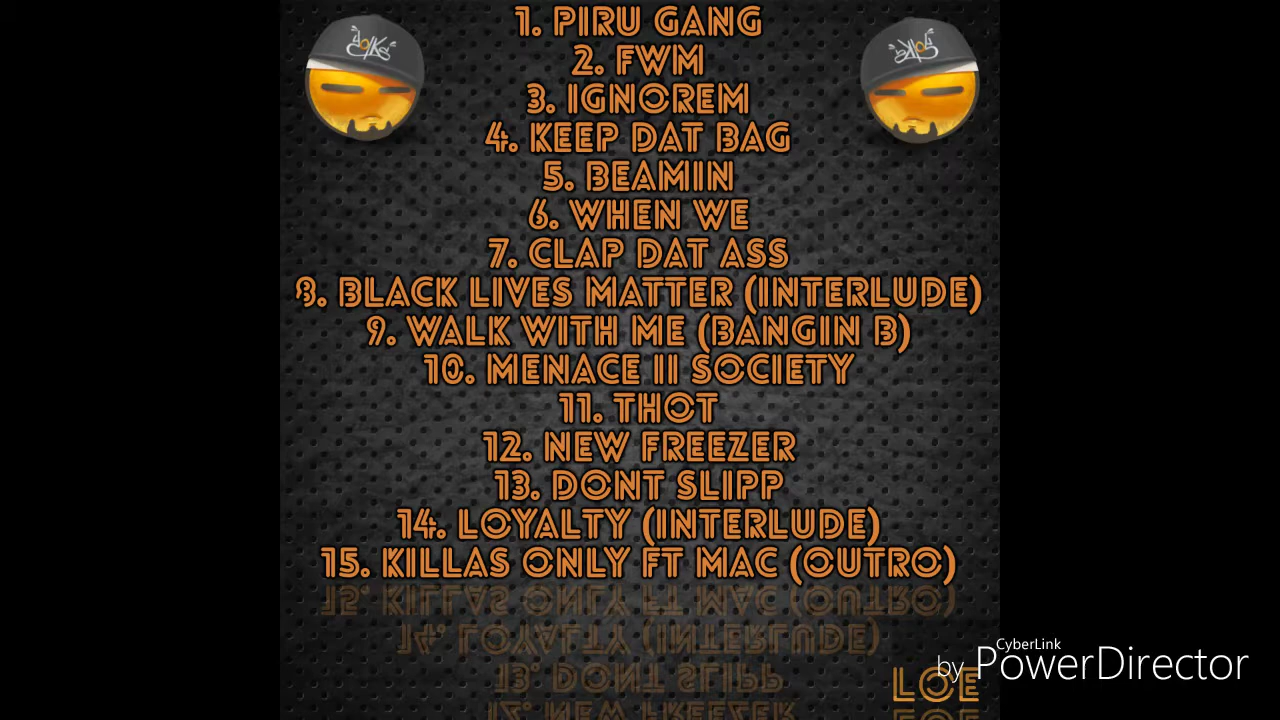 1. PIRU GANG
2. FWM
3. IGNOREM
4. KEEP DAT BAG
5. BEAMIN
6. WHEN WE
7. CLAP DAT ASS
8. BLACK LIVES MATTER (INTERLUDE)
9. WALK WITH ME (BANGIN B)
10. MENACE II SOCIETY
11. THOT
12. NEW FREEZER
13. DONT SLIPP
14. LOYALTY (INTERLUDE)
15. KILLAS ONLY FT MAC (OUTRO)
LOE
CyberLink
by PowerDirector